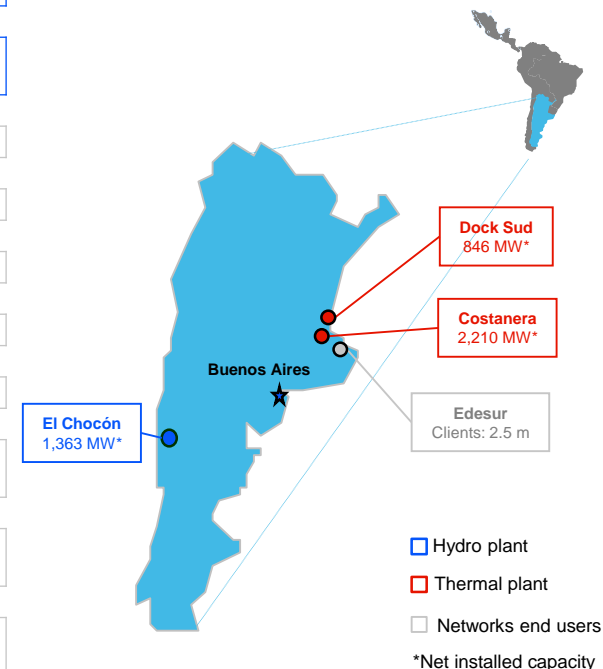 Dock Sud
846 MW*
Costanera
2,210 MW*
Buenos Aires
Edesur
Clients: 2.5 m
El Chocón
1,363 MW*
Hydro plant
Thermal plant
Networks end users
*Net installed capacity